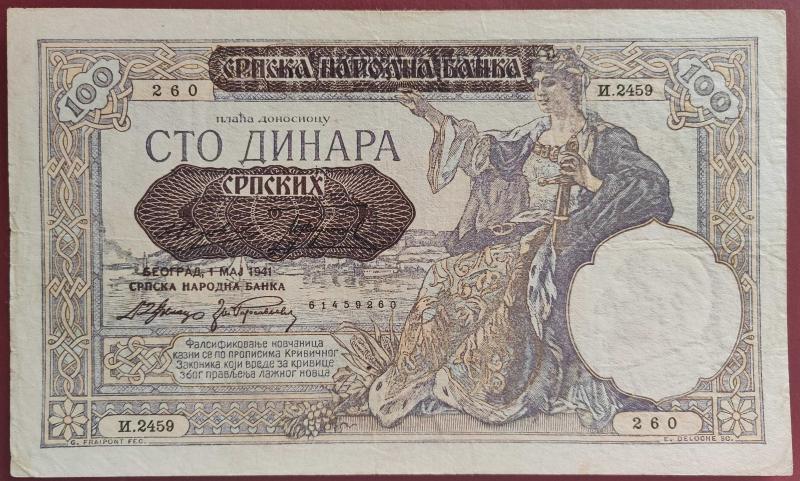 СРПСКА НАРОДНА БАНКА
100
260
И.2459
100
плаћа доносиоцу
СТО ДИНАРА
СРПСКИХ
БЕОГРАД, 1 МАЈ 1941
СРПСКА НАРОДНА БАНКА
61459260
Фалсификовање новчаница
казни се по прописима Кривичног
Законика који вреде за кривице
због прављења лажног новца
И.2459
260
G. FRAIPONT FEC.
E. DELOCHE SC.